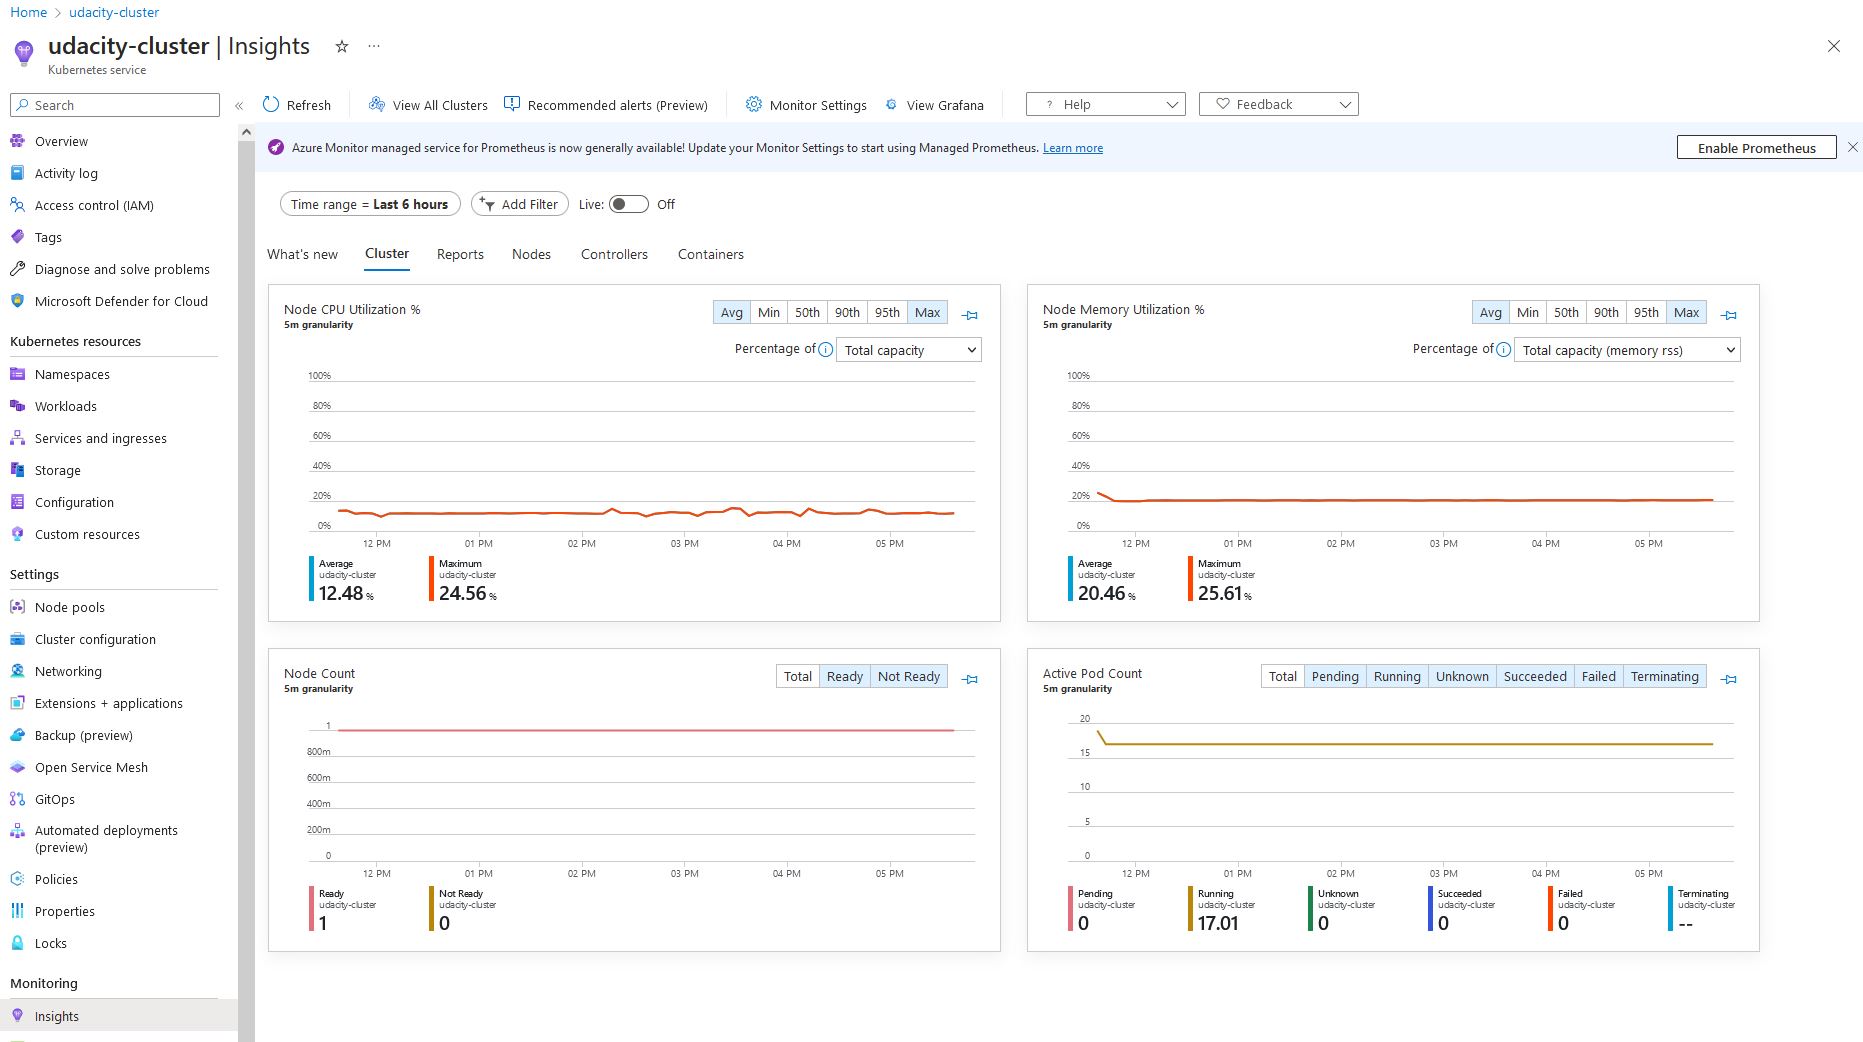 Home > udacity-cluster
udacity-cluster | Insights
Kubernetes service
Search
Refresh
View All Clusters
Recommended alerts (Preview)
Monitor Settings
View Grafana
? Help
Feedback
Azure Monitor managed service for Prometheus is now generally available! Update your Monitor Settings to start using Managed Prometheus. Learn more
Enable Prometheus
Overview
Activity log
Access control (IAM)
Tags
Diagnose and solve problems
Microsoft Defender for Cloud
Kubernetes resources
Namespaces
Workloads
Services and ingresses
Storage
Configuration
Custom resources
Settings
Node pools
Cluster configuration
Networking
Extensions + applications
Backup (preview)
Open Service Mesh
GitOps
Automated deployments
(preview)
Policies
Properties
Locks
Monitoring
Insights
Time range = Last 6 hours
Add Filter
Live: Off
What's new Cluster Reports Nodes Controllers Containers
Node CPU Utilization %
5m granularity
Avg Min 50th 90th 95th Max
Percentage of Total capacity
100%
80%
60%
40%
20%
0%
12 PM 01 PM 02 PM 03 PM 04 PM 05 PM
Average
udacity-cluster
12.48 %
Maximum
udacity-cluster
24.56 %
Node Memory Utilization %
5m granularity
Avg Min 50th 90th 95th Max
Percentage of Total capacity (memory rss)
100%
80%
60%
40%
20%
0%
12 PM 01 PM 02 PM 03 PM 04 PM 05 PM
Average
udacity-cluster
20.46 %
Maximum
udacity-cluster
25.61 %
Node Count
5m granularity
Total Ready Not Ready
1
800m
600m
400m
200m
0
12 PM 01 PM 02 PM 03 PM 04 PM 05 PM
Ready
udacity-cluster
1
Not Ready
udacity-cluster
0
Active Pod Count
5m granularity
Total Pending Running Unknown Succeeded Failed Terminating
20
15
10
5
0
12 PM 01 PM 02 PM 03 PM 04 PM 05 PM
Pending
udacity-cluster
0
Running
udacity-cluster
17.01
Unknown
udacity-cluster
0
Succeeded
udacity-cluster
0
Failed
udacity-cluster
0
Terminating
udacity-cluster
--